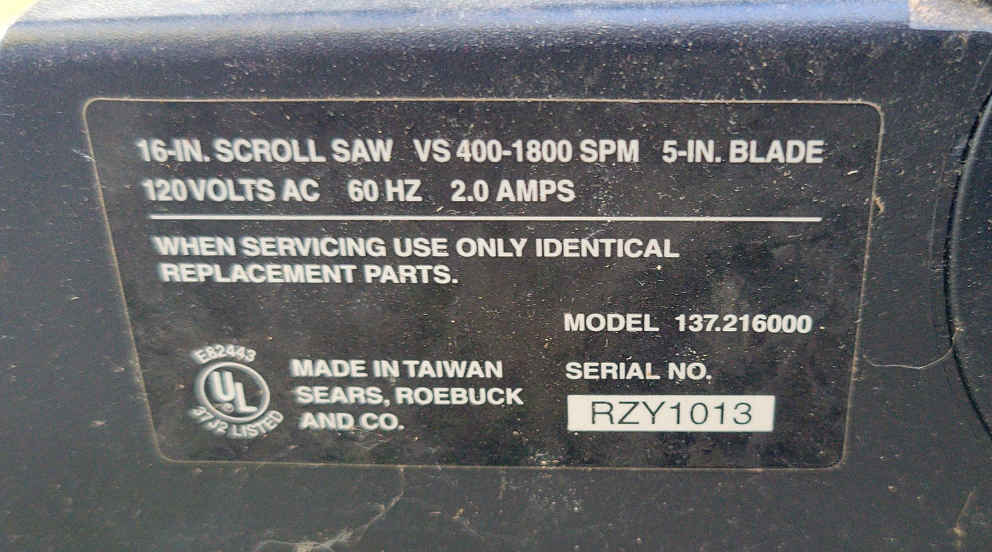 16-IN. SCROLL SAW VS 400-1800 SPM 5-IN. BLADE
120 VOLTS AC 60 HZ 2.0 AMPS
WHEN SERVICING USE ONLY IDENTICAL
REPLACEMENT PARTS.
MODEL 137.216000
E82443
UL
37J2 LISTED
MADE IN TAIWAN
SEARS, ROEBUCK
AND CO.
SERIAL NO.
RZY1013